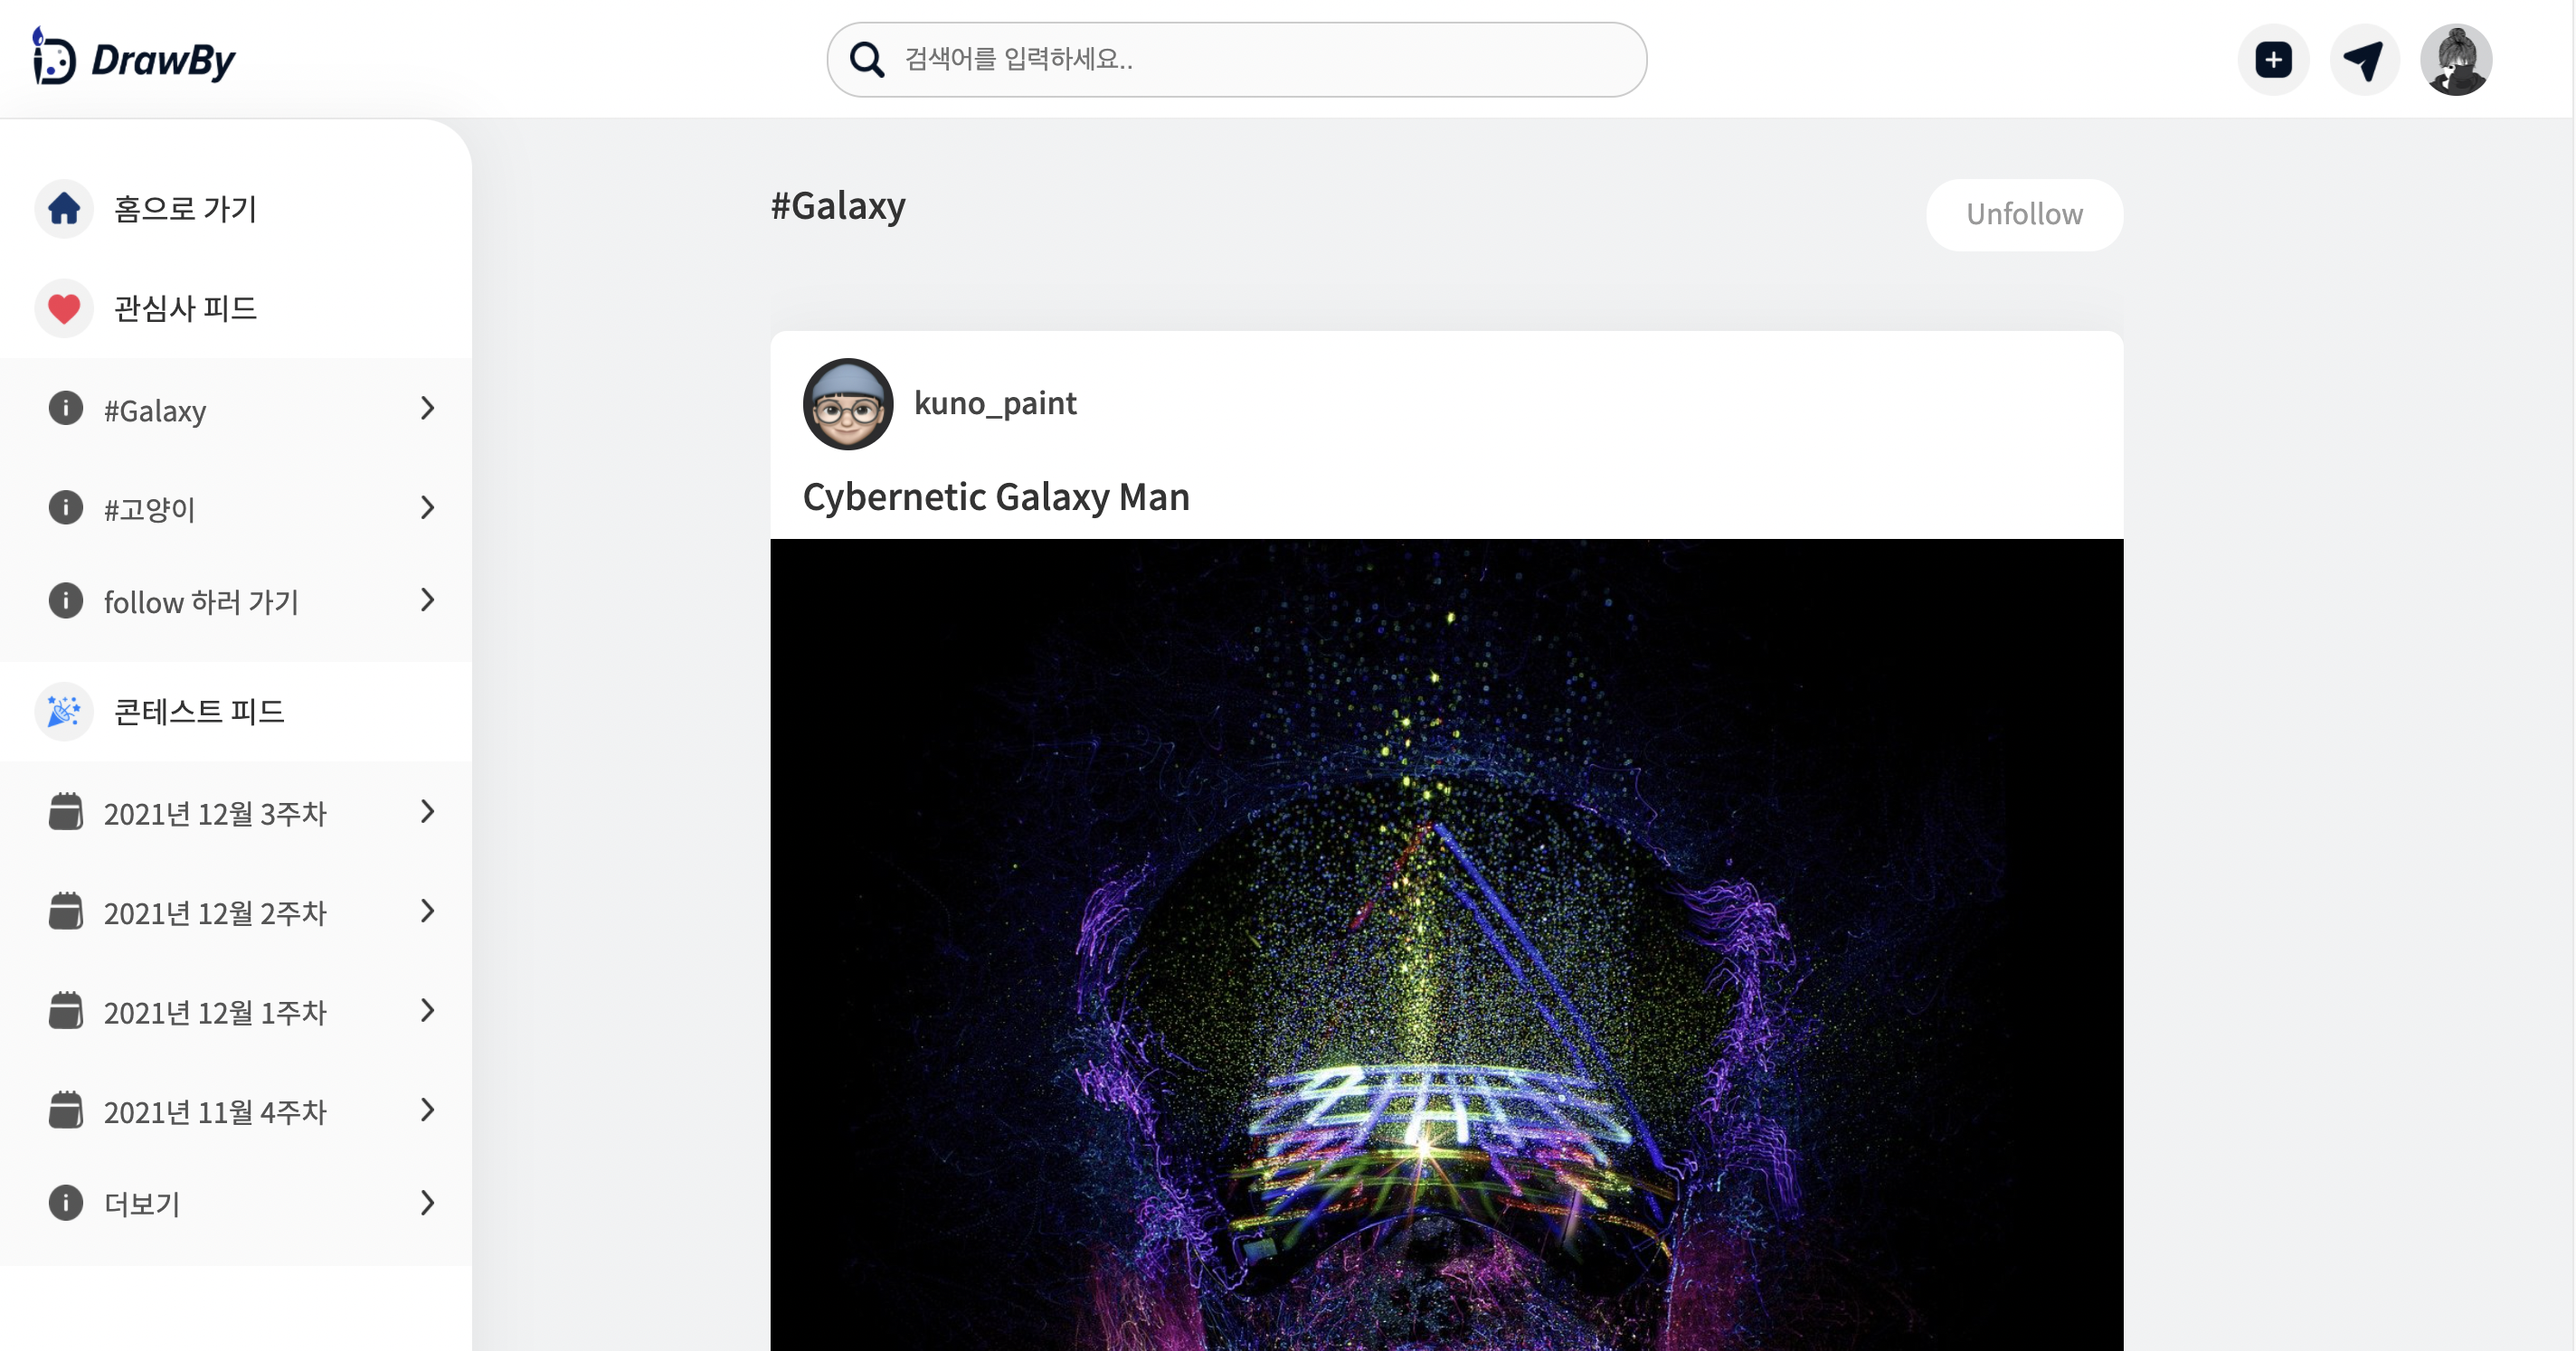 DrawBy
검색어를 입력하세요..
홈으로 가기
관심사 피드
#Galaxy
#고양이
follow 하러 가기
콘테스트 피드
2021년 12월 3주차
2021년 12월 2주차
2021년 12월 1주차
2021년 11월 4주차
더보기
#Galaxy
Unfollow
kuno_paint
Cybernetic Galaxy Man